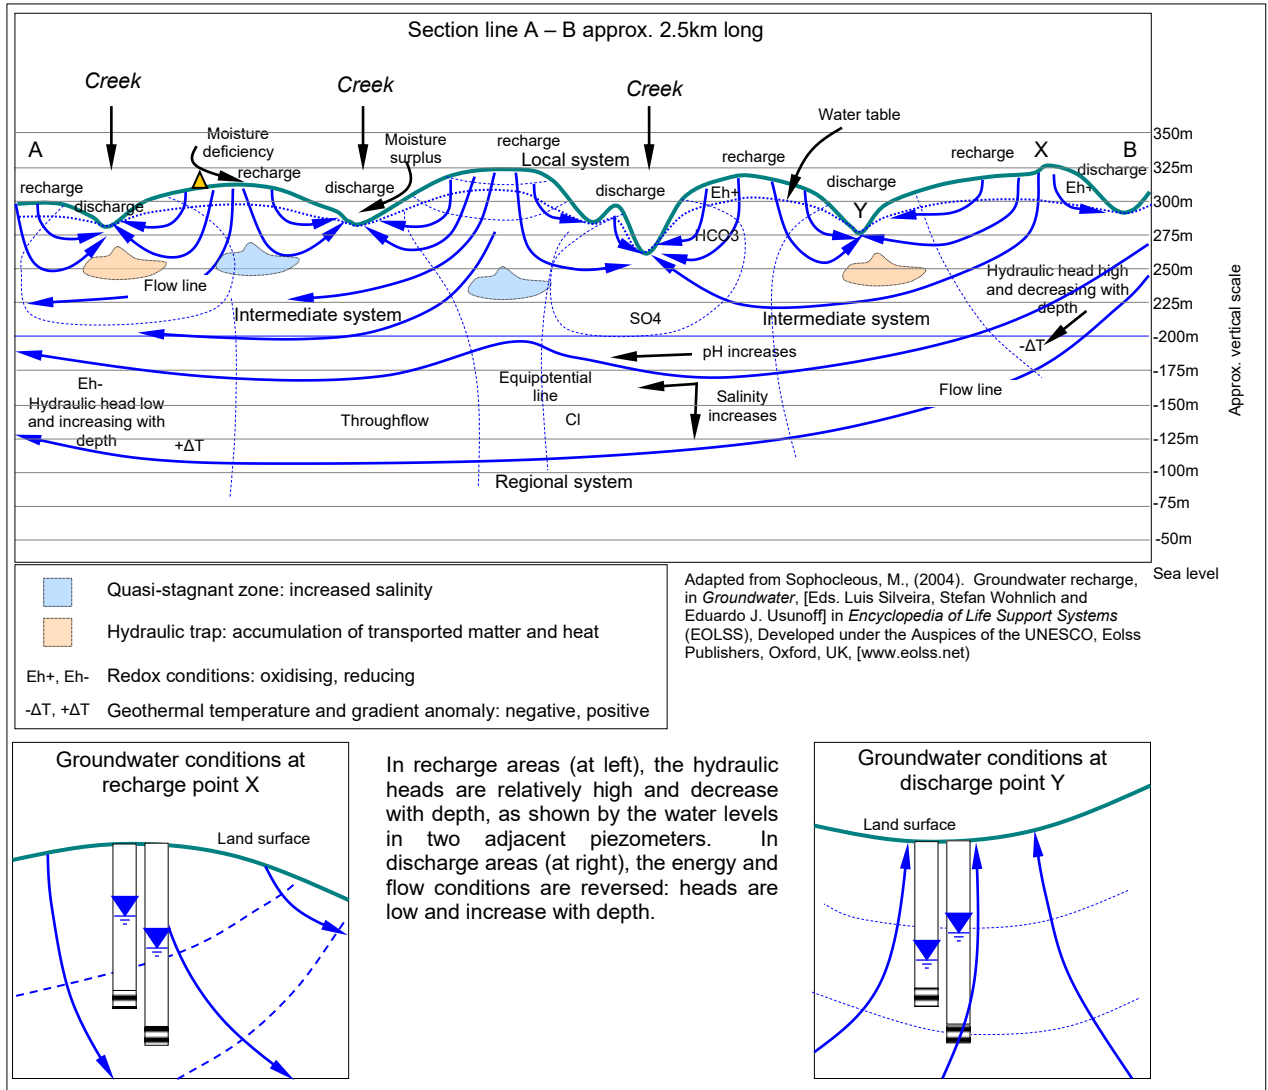 Section line A – B approx. 2.5km long
Creek
Creek
Creek
Water table
A
Moisture
deficiency
Moisture
surplus
recharge
Local system
recharge
recharge
X
B
350m
recharge
discharge
recharge
discharge
discharge
Eh+
discharge
Y
Eh+
discharge
325m
300m
HCO3
275m
Flow line
Hydraulic head high
and decreasing with
depth
250m
Intermediate system
SO4
Intermediate system
225m
-ΔT
-200m
pH increases
-175m
Eh-
Hydraulic head low
and increasing with
depth
Equipotential
line
Salinity
increases
Flow line
-150m
+ΔT
Throughflow
Cl
-125m
Regional system
-100m
-75m
-50m
Sea level
Approx. vertical scale
Quasi-stagnant zone: increased salinity
Hydraulic trap: accumulation of transported matter and heat
Eh+, Eh- Redox conditions: oxidising, reducing
-ΔT, +ΔT Geothermal temperature and gradient anomaly: negative, positive
Adapted from Sophocleous, M., (2004). Groundwater recharge,
in Groundwater, [Eds. Luis Silveira, Stefan Wohnlich and
Eduardo J. Usunoff] in Encyclopedia of Life Support Systems
(EOLSS), Developed under the Auspices of the UNESCO, Eolss
Publishers, Oxford, UK, [www.eolss.net)
Groundwater conditions at
recharge point X
Land surface
In recharge areas (at left), the hydraulic
heads are relatively high and decrease
with depth, as shown by the water levels
in two adjacent piezometers. In
discharge areas (at right), the energy and
flow conditions are reversed: heads are
low and increase with depth.
Groundwater conditions at
discharge point Y
Land surface